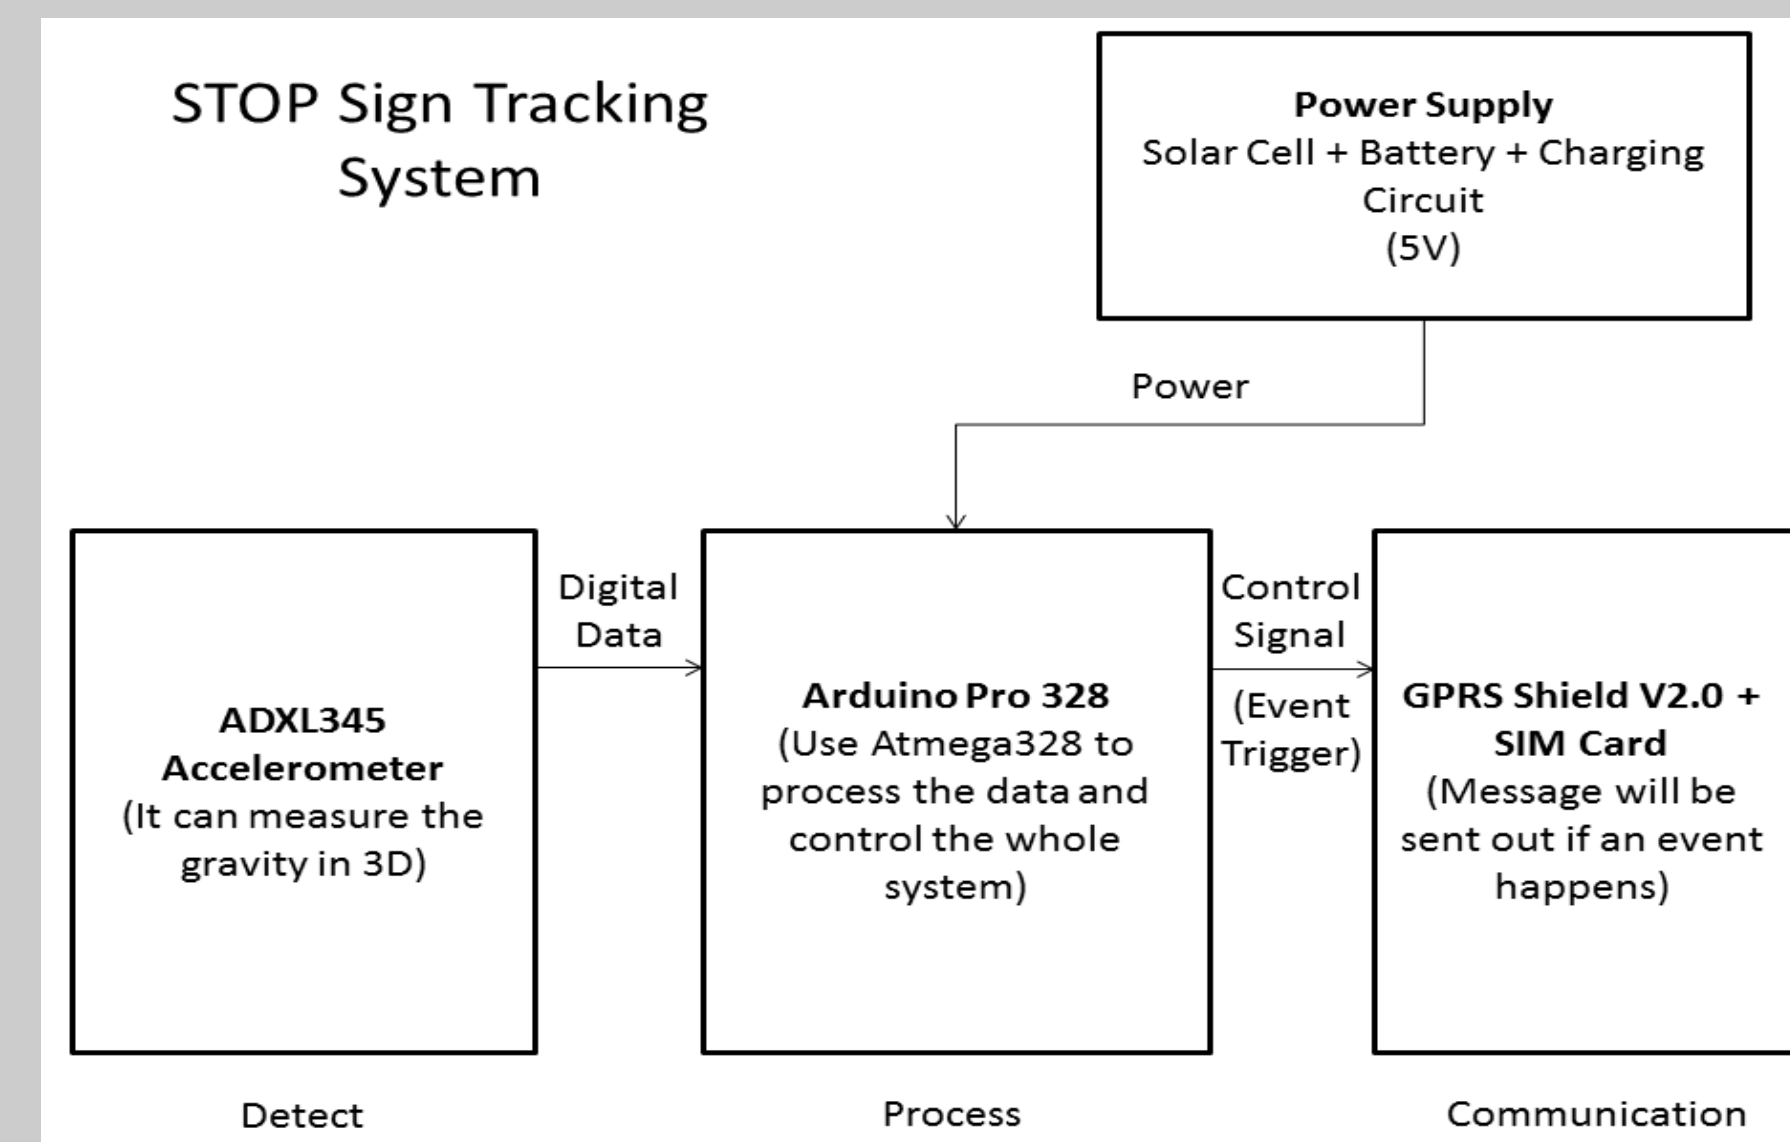 STOP Sign Tracking
System
Power Supply
Solar Cell + Battery + Charging
Circuit
(5V)
Power
ADXL345
Accelerometer
(It can measure the
gravity in 3D)
Digital
Data
Arduino Pro 328
(Use Atmega328 to
process the data and
control the whole
system)
Control
Signal
(Event
Trigger)
GPRS Shield V2.0 +
SIM Card
(Message will be
sent out if an event
happens)
Detect
Process
Communication